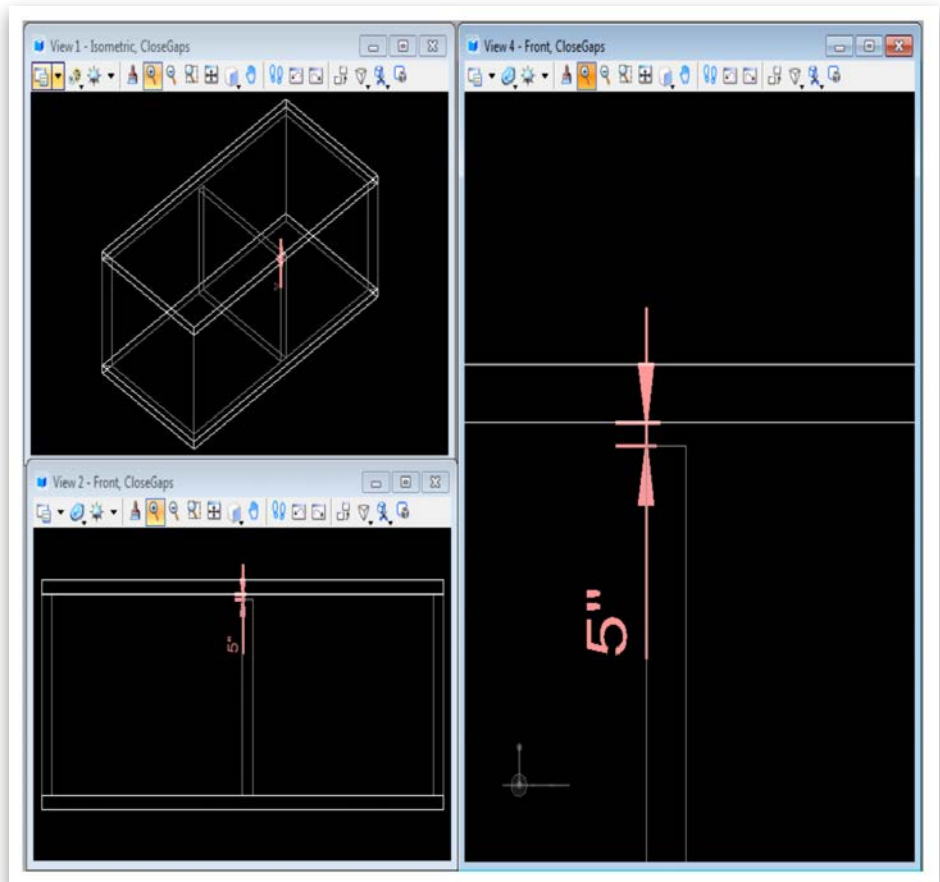 View 1 - Isometric, CloseGaps
View 4 - Front, CloseGaps
View 2 - Front, CloseGaps
5"
5"